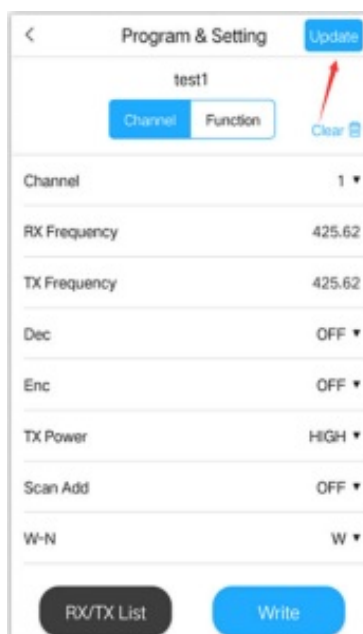 Program & Setting Update
test1
Channel Function
Clear
Channel 1
RX Frequency 425.62
TX Frequency 425.62
Dec OFF
Enc OFF
TX Power HIGH
Scan Add OFF
W-N W
RX/TX List Write